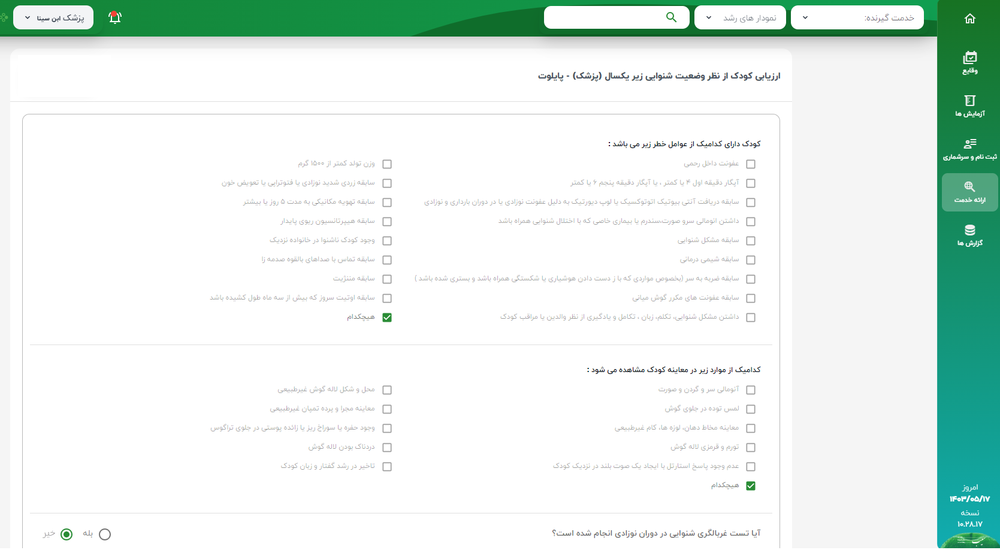 خدمت گیرنده:
نمودار های رشد
پزشک ابن سینا
وقایع
آزمایش ها
ثبت نام و سرشماری
ارائه خدمت
گزارش ها
امروز
۱۴۰۳/۰۵/۱۷
نسخه
۱۰.۲۸.۱۷
ارزیابی کودک از نظر وضعیت شنوایی زیر یکسال (پزشک) - پایلوت
کودک دارای کدامیک از عوامل خطر زیر می باشد :
عفونت داخل رحمی
وزن تولد کمتر از ۱۵۰۰ گرم
آپگار دقیقه اول ۴ یا کمتر ، یا آپگار دقیقه پنجم ۶ یا کمتر
سابقه زردی شدید نوزادی یا فتوتراپی یا تعویض خون
سابقه دریافت آنتی بیوتیک اتوتوکسیک یا لوپ دیورتیک به دلیل عفونت نوزادی یا در دوران بارداری و نوزادی
سابقه تهویه مکانیکی به مدت ۵ روز یا بیشتر
داشتن انومالی سرو صورت،سندرم یا بیماری خاصی که با اختلال شنوایی همراه باشد
سابقه هیپرتانسیون ریوی پایدار
سابقه مشکل شنوایی
وجود کودک ناشنوا در خانواده نزدیک
سابقه شیمی درمانی
سابقه تماس با صداهای بالقوه صدمه زا
سابقه ضربه به سر (بخصوص مواردی که با ز دست دادن هوشیاری یا شکستگی همراه باشد و بستری شده باشد )
سابقه مننژیت
سابقه عفونت های مکرر گوش میانی
سابقه اوتیت سروز که بیش از سه ماه طول کشیده باشد
داشتن مشکل شنوایی، تکلم، زبان ، تکامل و یادگیری از نظر والدین یا مراقب کودک
هیچکدام
کدامیک از موارد زیر در معاینه کودک مشاهده می شود :
آنومالی سر و گردن و صورت
محل و شکل لاله گوش غیرطبیعی
لمس توده در جلوی گوش
معاینه مجرا و پرده تمپان غیرطبیعی
معاینه مخاط دهان، لوزه ها، کام غیرطبیعی
وجود حفره یا سوراخ ریز یا زائده پوستی در جلوی تراگوس
تورم و قرمزی لاله گوش
دردناک بودن لاله گوش
عدم وجود پاسخ استارتل با ایجاد یک صوت بلند در نزدیک کودک
تاخیر در رشد گفتار و زبان کودک
هیچکدام
آیا تست غربالگری شنوایی در دوران نوزادی انجام شده است؟
بله
خیر